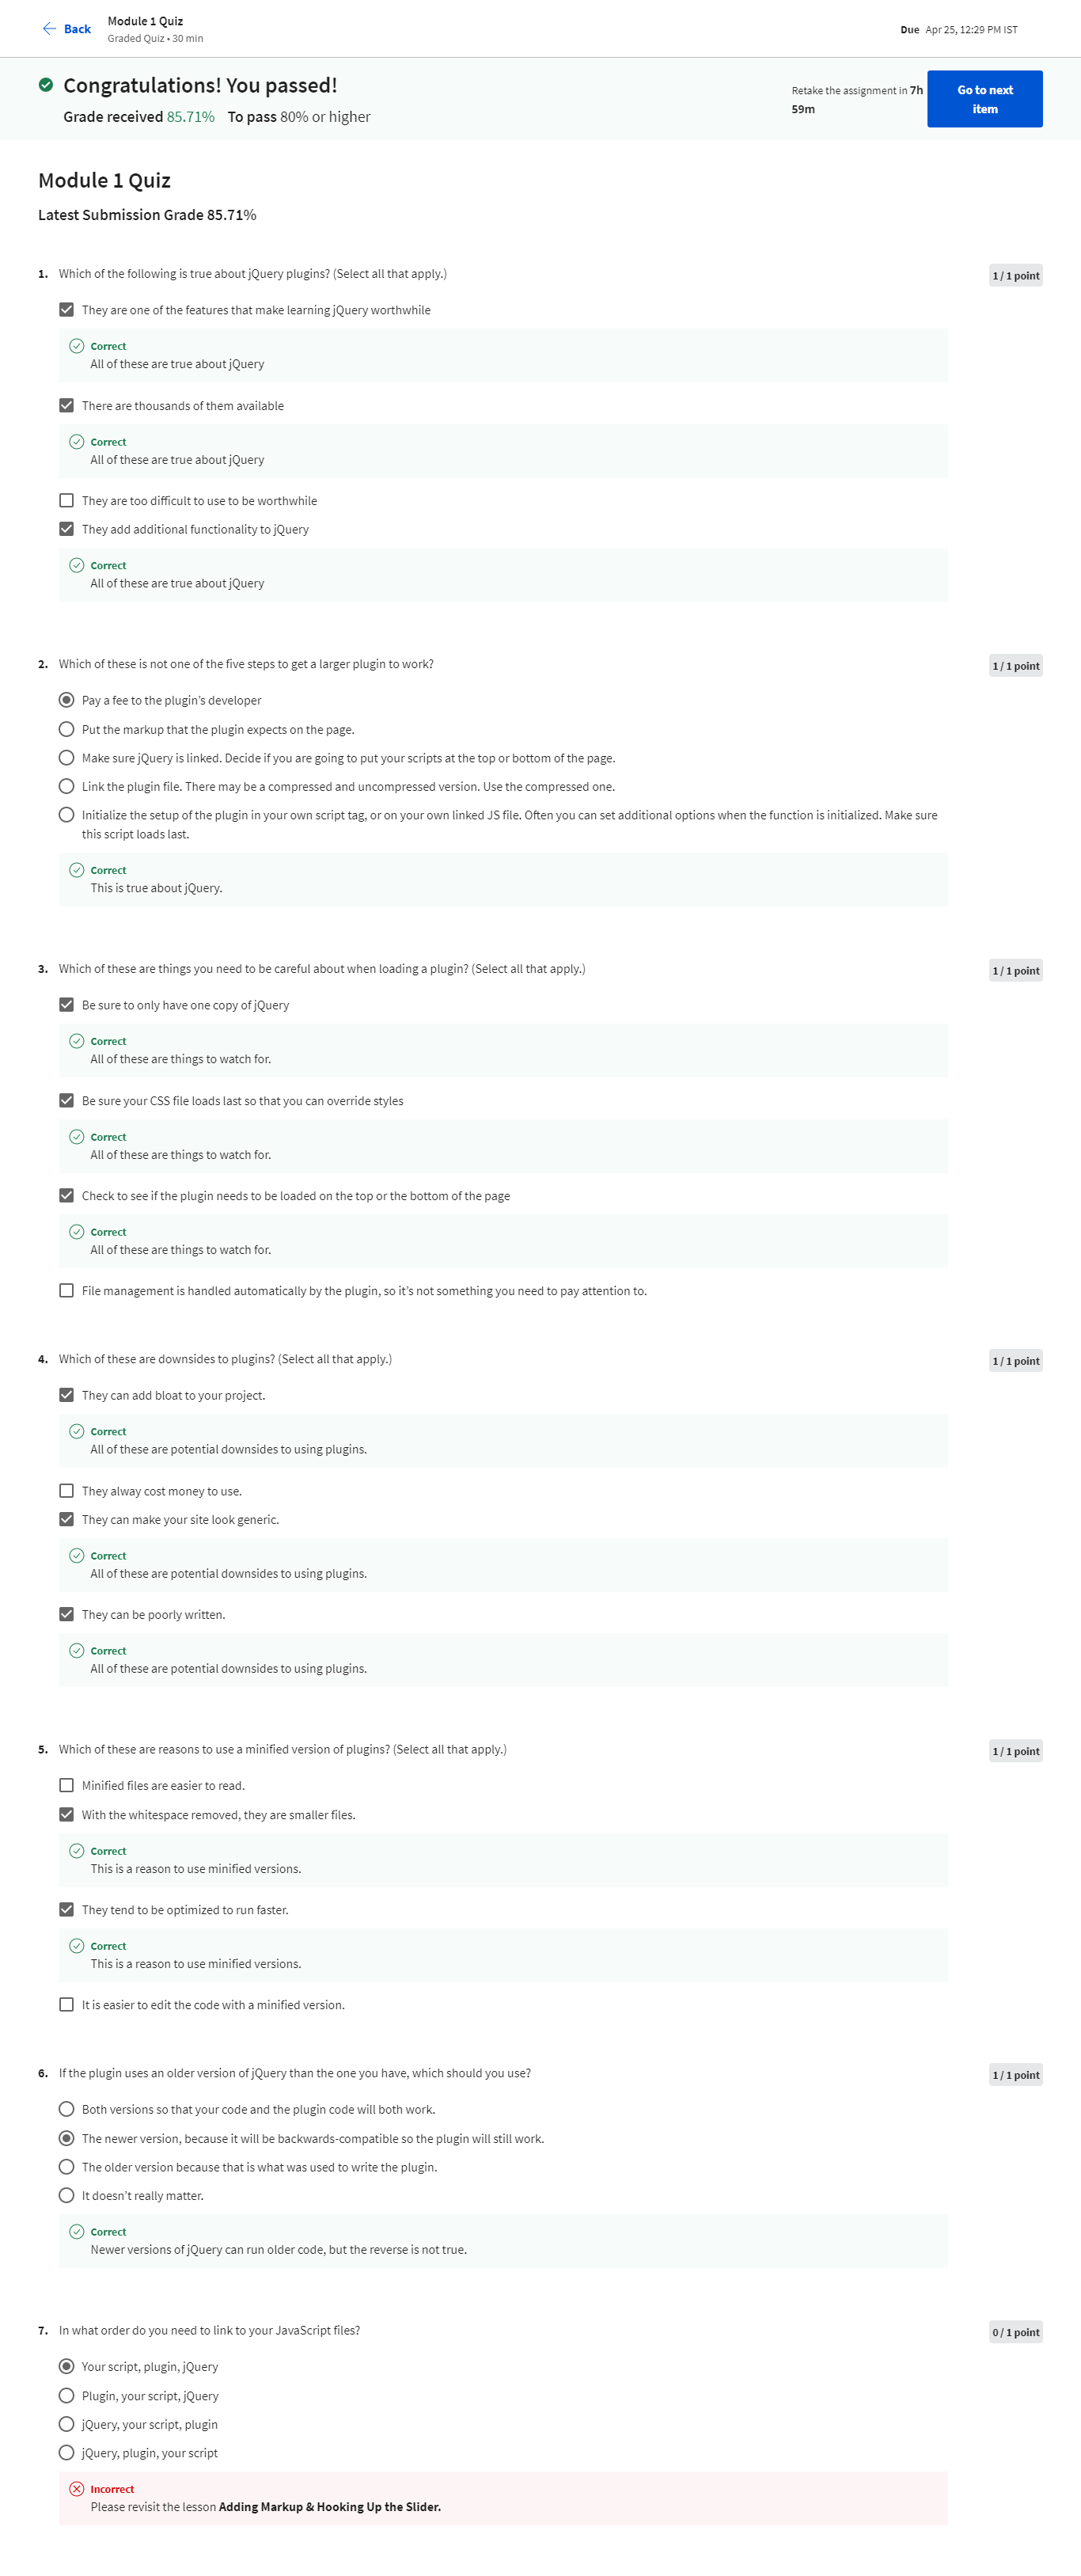 Back
Module 1 Quiz
Graded Quiz • 30 min
Due Apr 25, 12:29 PM IST
Congratulations! You passed!
Grade received 85.71% To pass 80% or higher
Retake the assignment in 7h
59m
Go to next
item
Module 1 Quiz
Latest Submission Grade 85.71%
1. Which of the following is true about jQuery plugins? (Select all that apply.)
1 / 1 point
They are one of the features that make learning jQuery worthwhile
Correct
All of these are true about jQuery
There are thousands of them available
Correct
All of these are true about jQuery
They are too difficult to use to be worthwhile
They add additional functionality to jQuery
Correct
All of these are true about jQuery
2. Which of these is not one of the five steps to get a larger plugin to work?
1 / 1 point
Pay a fee to the plugin’s developer
Put the markup that the plugin expects on the page.
Make sure jQuery is linked. Decide if you are going to put your scripts at the top or bottom of the page.
Link the plugin file. There may be a compressed and uncompressed version. Use the compressed one.
Initialize the setup of the plugin in your own script tag, or on your own linked JS file. Often you can set additional options when the function is initialized. Make sure
this script loads last.
Correct
This is true about jQuery.
3. Which of these are things you need to be careful about when loading a plugin? (Select all that apply.)
1 / 1 point
Be sure to only have one copy of jQuery
Correct
All of these are things to watch for.
Be sure your CSS file loads last so that you can override styles
Correct
All of these are things to watch for.
Check to see if the plugin needs to be loaded on the top or the bottom of the page
Correct
All of these are things to watch for.
File management is handled automatically by the plugin, so it’s not something you need to pay attention to.
4. Which of these are downsides to plugins? (Select all that apply.)
1 / 1 point
They can add bloat to your project.
Correct
All of these are potential downsides to using plugins.
They alway cost money to use.
They can make your site look generic.
Correct
All of these are potential downsides to using plugins.
They can be poorly written.
Correct
All of these are potential downsides to using plugins.
5. Which of these are reasons to use a minified version of plugins? (Select all that apply.)
1 / 1 point
Minified files are easier to read.
With the whitespace removed, they are smaller files.
Correct
This is a reason to use minified versions.
They tend to be optimized to run faster.
Correct
This is a reason to use minified versions.
It is easier to edit the code with a minified version.
6. If the plugin uses an older version of jQuery than the one you have, which should you use?
1 / 1 point
Both versions so that your code and the plugin code will both work.
The newer version, because it will be backwards-compatible so the plugin will still work.
The older version because that is what was used to write the plugin.
It doesn’t really matter.
Correct
Newer versions of jQuery can run older code, but the reverse is not true.
7. In what order do you need to link to your JavaScript files?
0 / 1 point
Your script, plugin, jQuery
Plugin, your script, jQuery
jQuery, your script, plugin
jQuery, plugin, your script
Incorrect
Please revisit the lesson Adding Markup & Hooking Up the Slider.